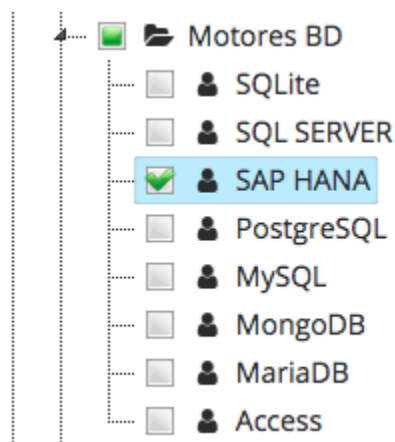 Motores BD
SQLite
SQL SERVER
SAP HANA
PostgreSQL
MySQL
MongoDB
MariaDB
Access